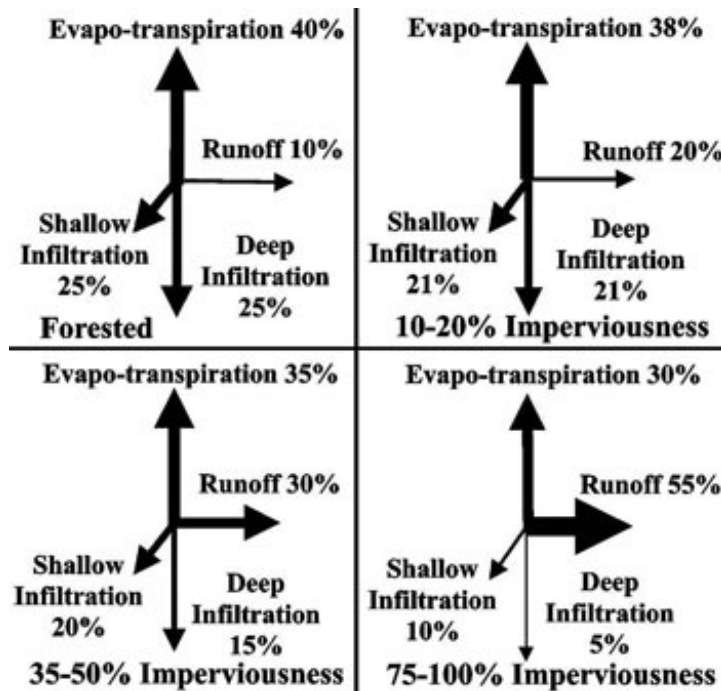 Evapo-transpiration 40%
Runoff 10%
Shallow
Infiltration
25%
Deep
Infiltration
25%
Forested
Evapo-transpiration 38%
Runoff 20%
Shallow
Infiltration
21%
Deep
Infiltration
21%
10-20% Imperviousness
Evapo-transpiration 35%
Runoff 30%
Shallow
Infiltration
20%
Deep
Infiltration
15%
35-50% Imperviousness
Evapo-transpiration 30%
Runoff 55%
Shallow
Infiltration
10%
Deep
Infiltration
5%
75-100% Imperviousness